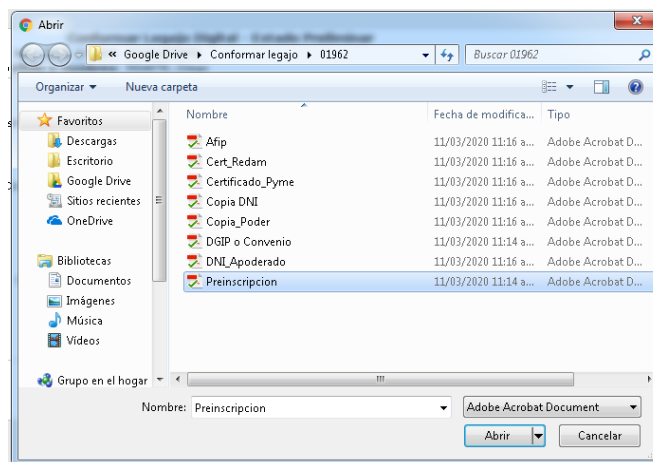 Abrir
Conformar Legajo Digital - Estado Preliminar
« Google Drive ▸ Conformar legajo ▸ 01962
Buscar 01962
Organizar
Nueva carpeta
Favoritos
Descargas
Escritorio
Google Drive
Sitios recientes
OneDrive
Bibliotecas
Documentos
Imágenes
Música
Vídeos
Grupo en el hogar
Nombre Fecha de modifica... Tipo
Afip 11/03/2020 11:16 a... Adobe Acrobat D...
Cert_Redam 11/03/2020 11:16 a... Adobe Acrobat D...
Certificado_Pyme 11/03/2020 11:16 a... Adobe Acrobat D...
Copia DNI 11/03/2020 11:16 a... Adobe Acrobat D...
Copia_Poder 11/03/2020 11:16 a... Adobe Acrobat D...
DGIP o Convenio 11/03/2020 11:14 a... Adobe Acrobat D...
DNI_Apoderado 11/03/2020 11:16 a... Adobe Acrobat D...
Preinscripcion 11/03/2020 11:14 a... Adobe Acrobat D...
Nombre: Preinscripcion
Adobe Acrobat Document
Abrir
Cancelar